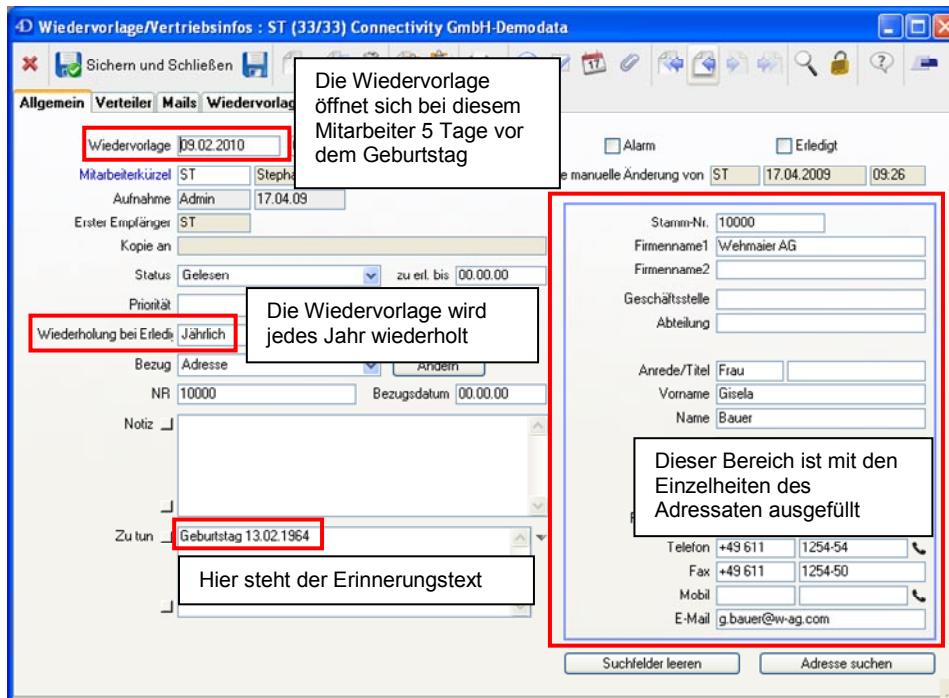 Wiedervorlage/Vertriebsinfos : ST (33/33) Connectivity GmbH-Demodata
Sichern und Schließen
Allgemein Verteiler Mails
Die Wiedervorlage
öffnet sich bei diesem
Mitarbeiter 5 Tage vor
dem Geburtstag
Wiedervorlage 09.02.2010
Alarm
Erledigt
Mitarbeiterkürzel ST
manuelle Änderung von ST 17.04.2009 09:26
Aufnahme Admin 17.04.09
Erster Empfänger ST
Kopie an
Status Gelesen zu erl. bis 00.00.00
Priorität
Die Wiedervorlage wird
jedes Jahr wiederholt
Wiederholung bei Erledi Jährlich
Bezug Adresse Ändern
NR 10000 Bezugsdatum 00.00.00
Notiz
Zu tun Geburtstag 13.02.1964
Hier steht der Erinnerungstext
Stamm-Nr. 10000
Firmenname1 Wehmaier AG
Firmenname2
Geschäftsstelle
Abteilung
Anrede/Titel Frau
Vorname Gisela
Name Bauer
Dieser Bereich ist mit den
Einzelheiten des
Adressaten ausgefüllt
Telefon +49 611 1254-54
Fax +49 611 1254-50
Mobil
E-Mail g.bauer@w-ag.com
Suchfelder leeren
Adresse suchen